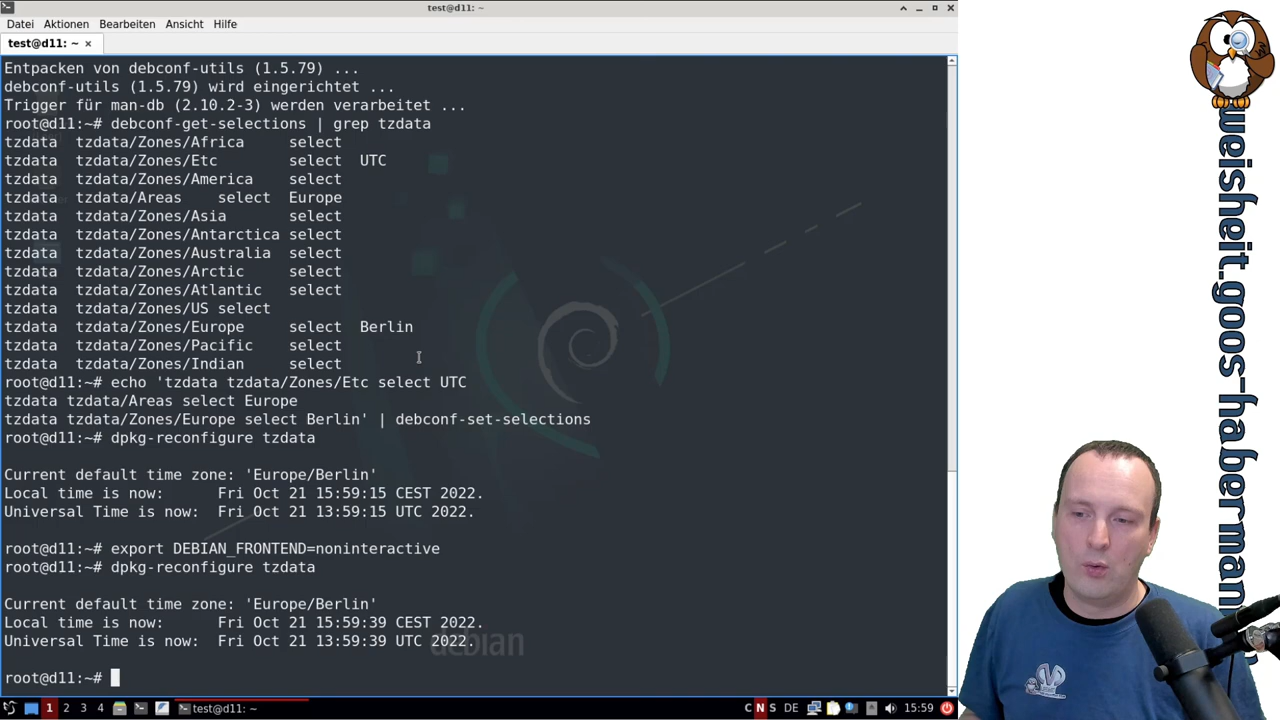 test@d11: ~
Datei Aktionen Bearbeiten Ansicht Hilfe
test@d11: ~
Entpacken von debconf-utils (1.5.79) ...
debconf-utils (1.5.79) wird eingerichtet ...
Trigger für man-db (2.10.2-3) werden verarbeitet ...
root@d11:~# debconf-get-selections | grep tzdata
tzdata tzdata/Zones/Africa select
tzdata tzdata/Zones/Etc select UTC
tzdata tzdata/Zones/America select
tzdata tzdata/Areas select Europe
tzdata tzdata/Zones/Asia select
tzdata tzdata/Zones/Antarctica select
tzdata tzdata/Zones/Australia select
tzdata tzdata/Zones/Arctic select
tzdata tzdata/Zones/Atlantic select
tzdata tzdata/Zones/US select
tzdata tzdata/Zones/Europe select Berlin
tzdata tzdata/Zones/Pacific select
tzdata tzdata/Zones/Indian select
root@d11:~# echo 'tzdata tzdata/Zones/Etc select UTC
tzdata tzdata/Areas select Europe
tzdata tzdata/Zones/Europe select Berlin' | debconf-set-selections
root@d11:~# dpkg-reconfigure tzdata
Current default time zone: 'Europe/Berlin'
Local time is now: Fri Oct 21 15:59:15 CEST 2022.
Universal Time is now: Fri Oct 21 13:59:15 UTC 2022.
root@d11:~# export DEBIAN_FRONTEND=noninteractive
root@d11:~# dpkg-reconfigure tzdata
Current default time zone: 'Europe/Berlin'
Local time is now: Fri Oct 21 15:59:39 CEST 2022.
Universal Time is now: Fri Oct 21 13:59:39 UTC 2022.
debian
root@d11:~#
1 2 3 4 test@d11: ~ C N S DE 15:59
weisheit.goos-haberman